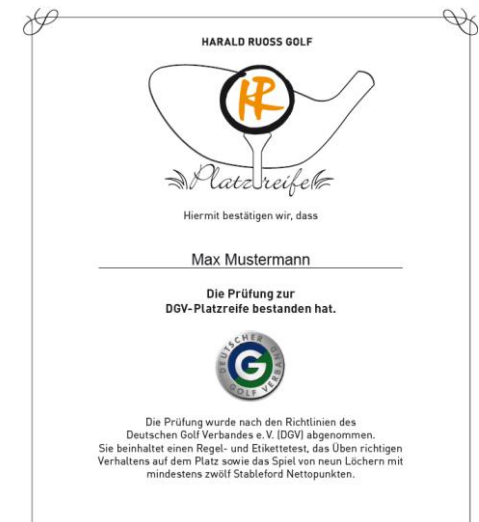 HARALD RUOSS GOLF
HR
Platzreife
Hiermit bestätigen wir, dass
Max Mustermann
Die Prüfung zur
DGV-Platzreife bestanden hat.
DEUTSCHER
G
GOLF VERBAND
Die Prüfung wurde nach den Richtlinien des
Deutschen Golf Verbandes e.V. (DGV) abgenommen.
Sie beinhaltet einen Regel- und Etikettetest, das Üben richtigen
Verhaltens auf dem Platz sowie das Spiel von neun Löchern mit
mindestens zwölf Stableford Nettopunkten.